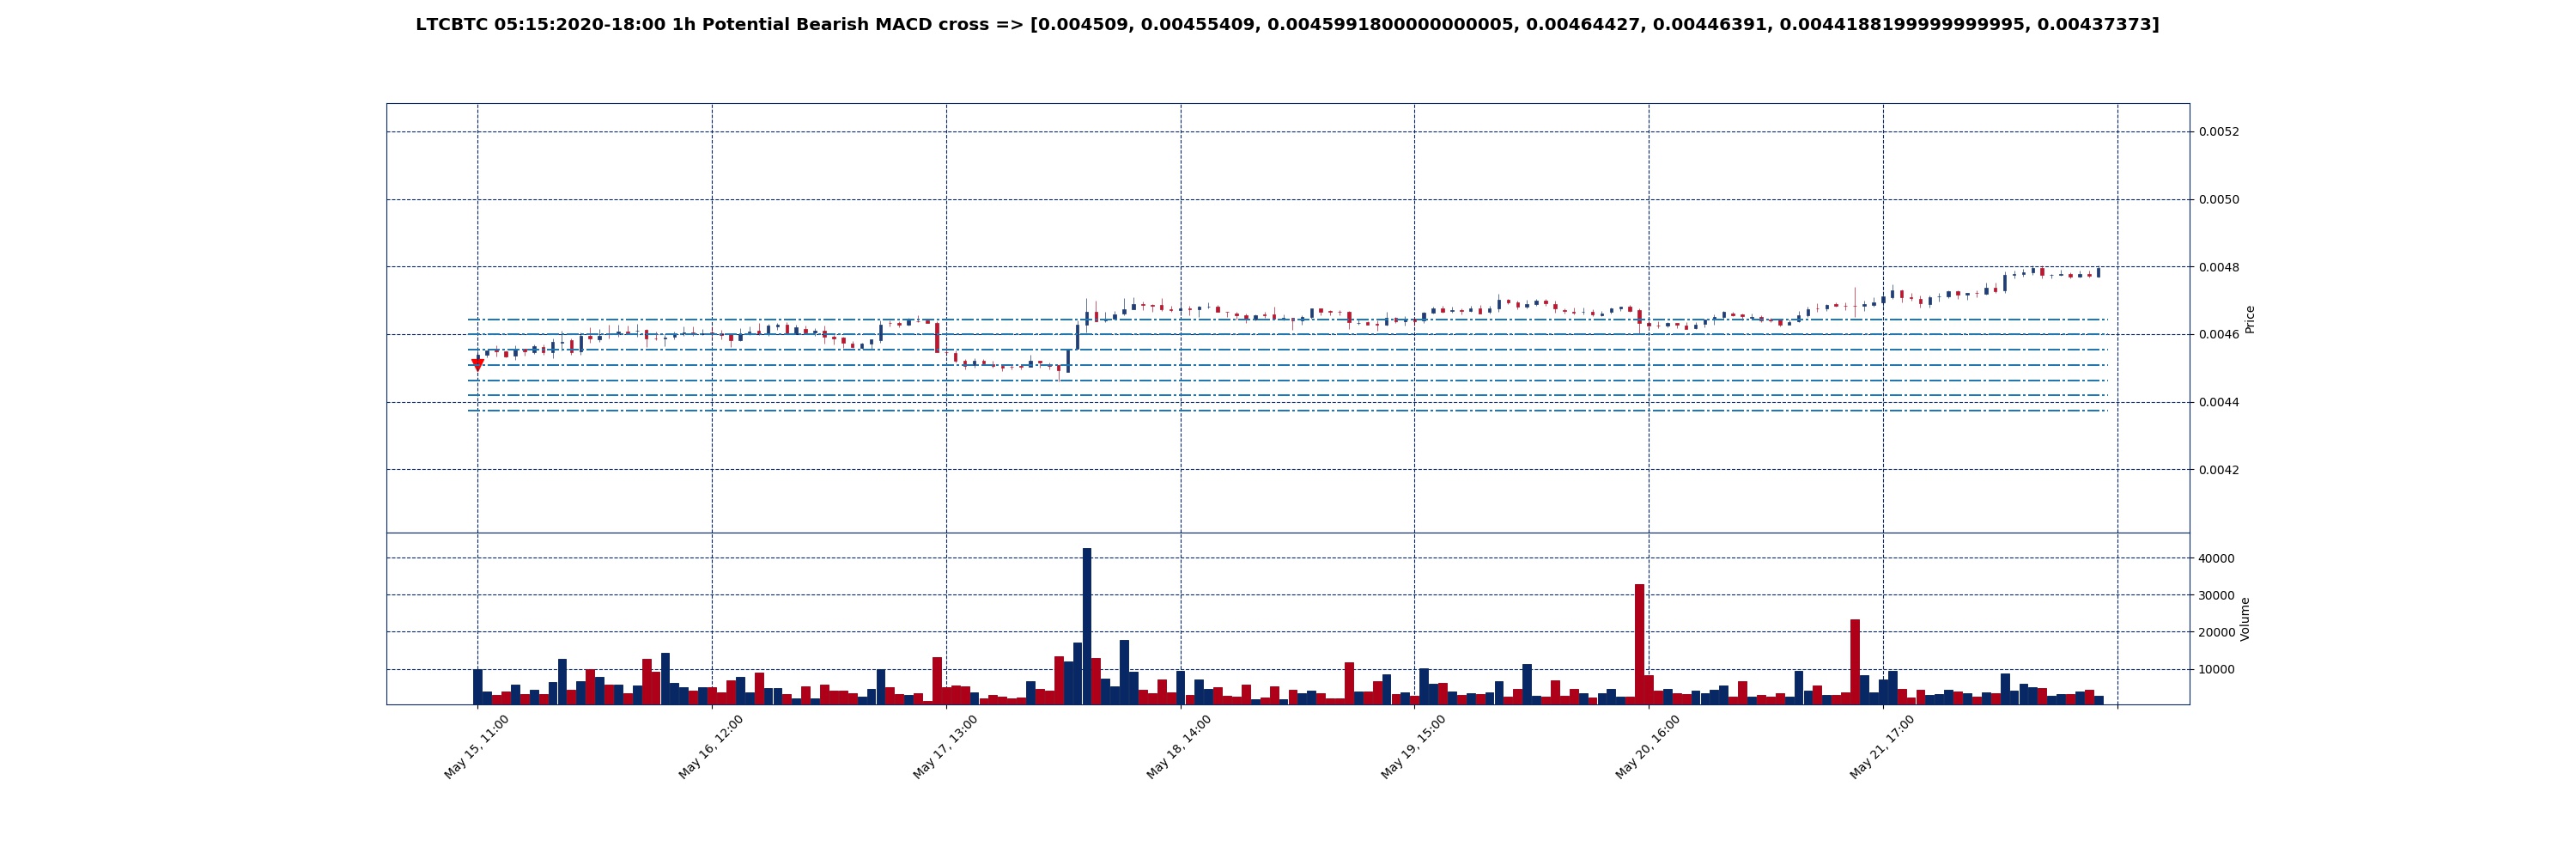 LTCBTC 05:15:2020-18:00 1h Potential Bearish MACD cross => [0.004509, 0.00455409, 0.0045991800000000005, 0.00464427, 0.00446391, 0.0044188199999999995, 0.00437373]
0.0052
0.0050
0.0048
Price
0.0046
0.0044
0.0042
40000
30000
Volume
20000
10000
May 15, 11:00
May 16, 12:00
May 17, 13:00
May 18, 14:00
May 19, 15:00
May 20, 16:00
May 21, 17:00